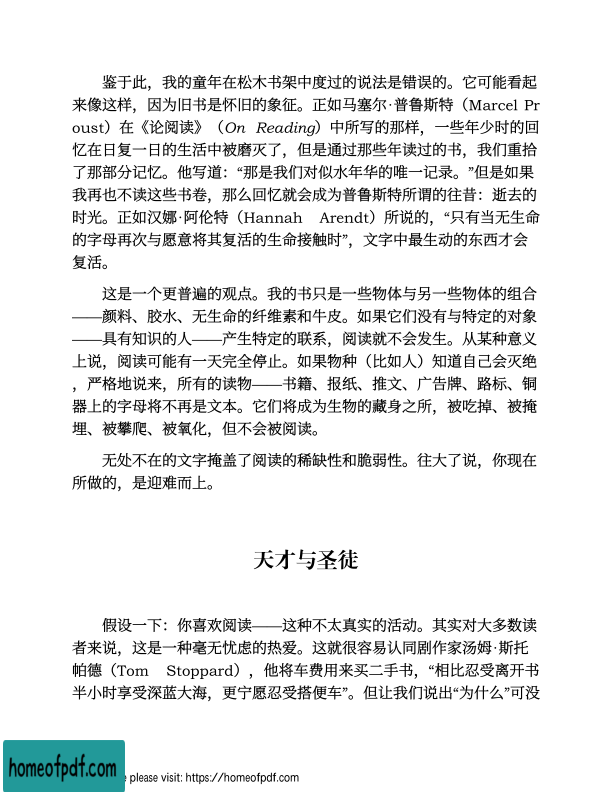 鉴于此，我的童年在松木书架中度过的说法是错误的。它可能看起
来像这样，因为旧书是怀旧的象征。正如马塞尔·普鲁斯特（Marcel Pr
oust）在《论阅读》（On Reading）中所写的那样，一些年少时的回
忆在日复一日的生活中被磨灭了，但是通过那些年读过的书，我们重拾
了那部分记忆。他写道：“那是我们对似水年华的唯一记录。”但是如果
我再也不读这些书卷，那么回忆就会成为普鲁斯特所谓的往昔：逝去的
时光。正如汉娜·阿伦特（Hannah Arendt）所说的，“只有当无生命
的字母再次与愿意将其复活的生命接触时”，文字中最生动的东西才会
复活。
这是一个更普遍的观点。我的书只是一些物体与另一些物体的组合
——颜料、胶水、无生命的纤维素和牛皮。如果它们没有与特定的对象
——具有知识的人——产生特定的联系，阅读就不会发生。从某种意义
上说，阅读可能有一天完全停止。如果物种（比如人）知道自己会灭绝
，严格地说来，所有的读物——书籍、报纸、推文、广告牌、路标、铜
器上的字母将不再是文本。它们将成为生物的藏身之所，被吃掉、被掩
埋、被攀爬、被氧化，但不会被阅读。
无处不在的文字掩盖了阅读的稀缺性和脆弱性。往大了说，你现在
所做的，是迎难而上。
天才与圣徒
假设一下：你喜欢阅读——这种不太真实的活动。其实对大多数读
者来说，这是一种毫无忧虑的热爱。这就很容易认同剧作家汤姆·斯托
帕德（Tom Stoppard），他将车费用来买二手书，“相比忍受离开书
半小时享受深蓝大海，更宁愿忍受搭便车”。但让我们说出“为什么”可没
homeofpdf.com
e please visit: https://homeofpdf.com